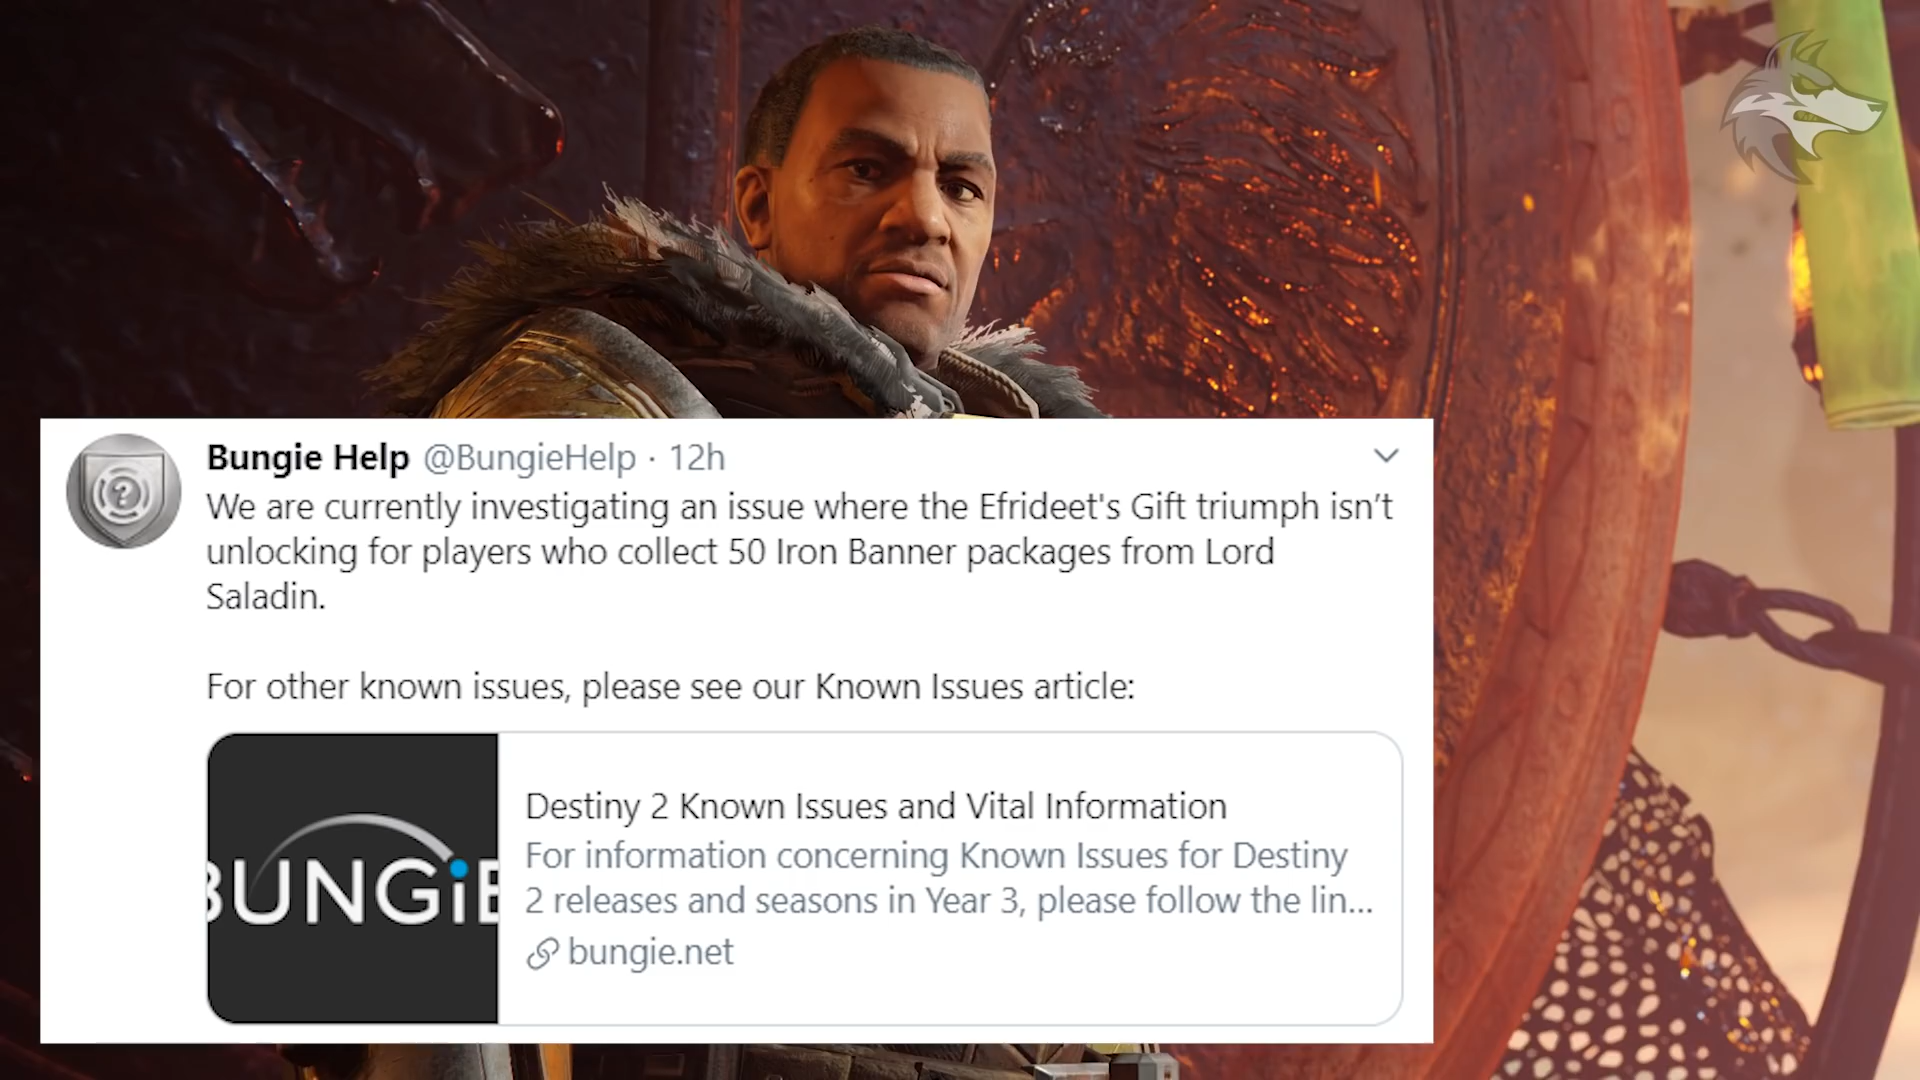 Bungie Help @BungieHelp · 12h
We are currently investigating an issue where the Efrideet's Gift triumph isn’t
unlocking for players who collect 50 Iron Banner packages from Lord
Saladin.
For other known issues, please see our Known Issues article:
BUNGiE
Destiny 2 Known Issues and Vital Information
For information concerning Known Issues for Destiny
2 releases and seasons in Year 3, please follow the lin...
bungie.net